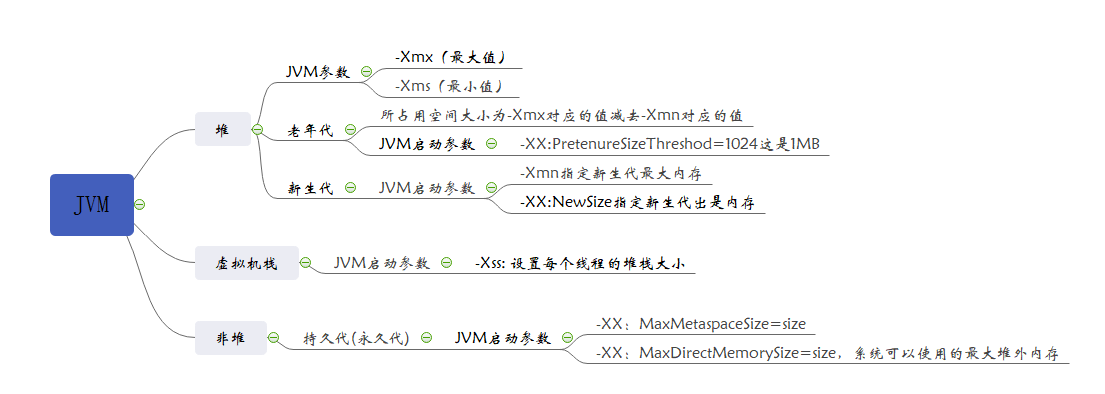 JVM
堆
JVM参数
-Xmx（最大值）
-Xms（最小值）
老年代
所占用空间大小为-Xmx对应的值减去-Xmn对应的值
JVM启动参数
-XX:PretenureSizeThreshod=1024这是1MB
新生代
JVM启动参数
-Xmn指定新生代最大内存
-XX:NewSize指定新生代出是内存
虚拟机栈
JVM启动参数
-Xss: 设置每个线程的堆栈大小
非堆
持久代(永久代)
JVM启动参数
-XX：MaxMetaspaceSize=size
-XX：MaxDirectMemorySize=size，系统可以使用的最大堆外内存